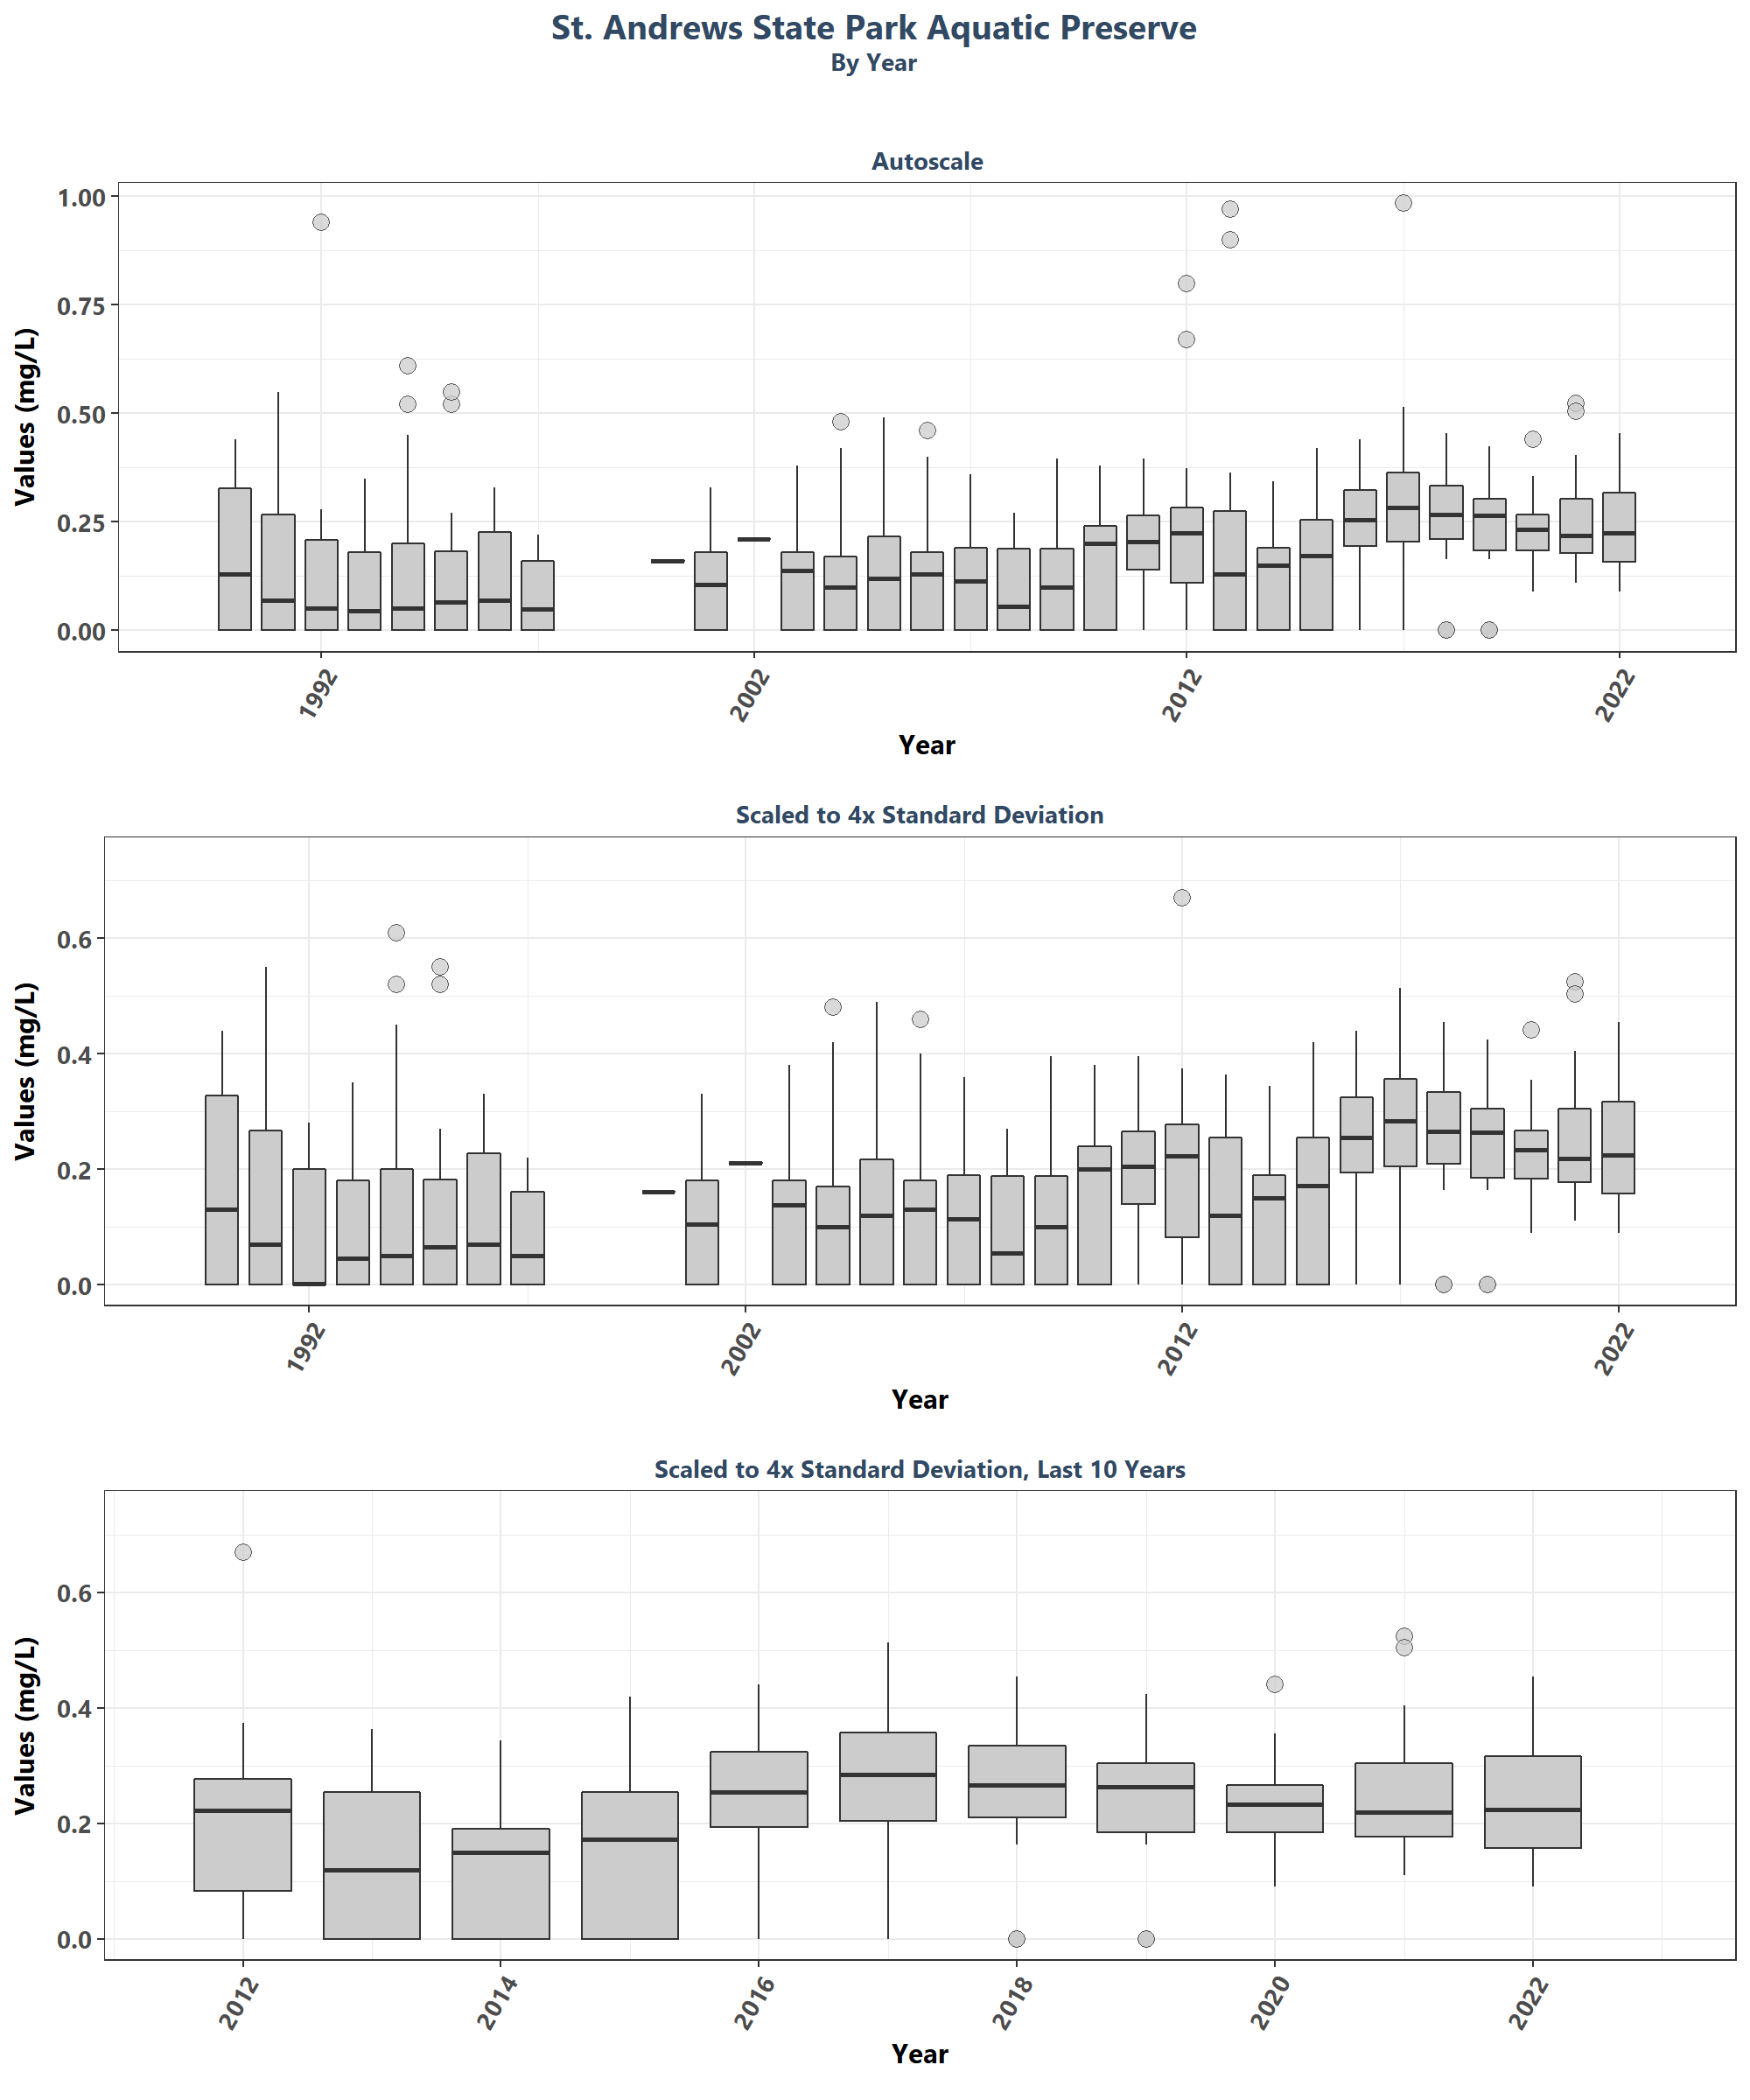 St. Andrews State Park Aquatic Preserve
By Year
Autoscale
Values (mg/L)
1.00
0.75
0.50
0.25
0.00
1992
2002
2012
2022
Year
Scaled to 4x Standard Deviation
Values (mg/L)
0.6
0.4
0.2
0.0
1992
2002
2012
2022
Year
Scaled to 4x Standard Deviation, Last 10 Years
Values (mg/L)
0.6
0.4
0.2
0.0
2012
2014
2016
2018
2020
2022
Year